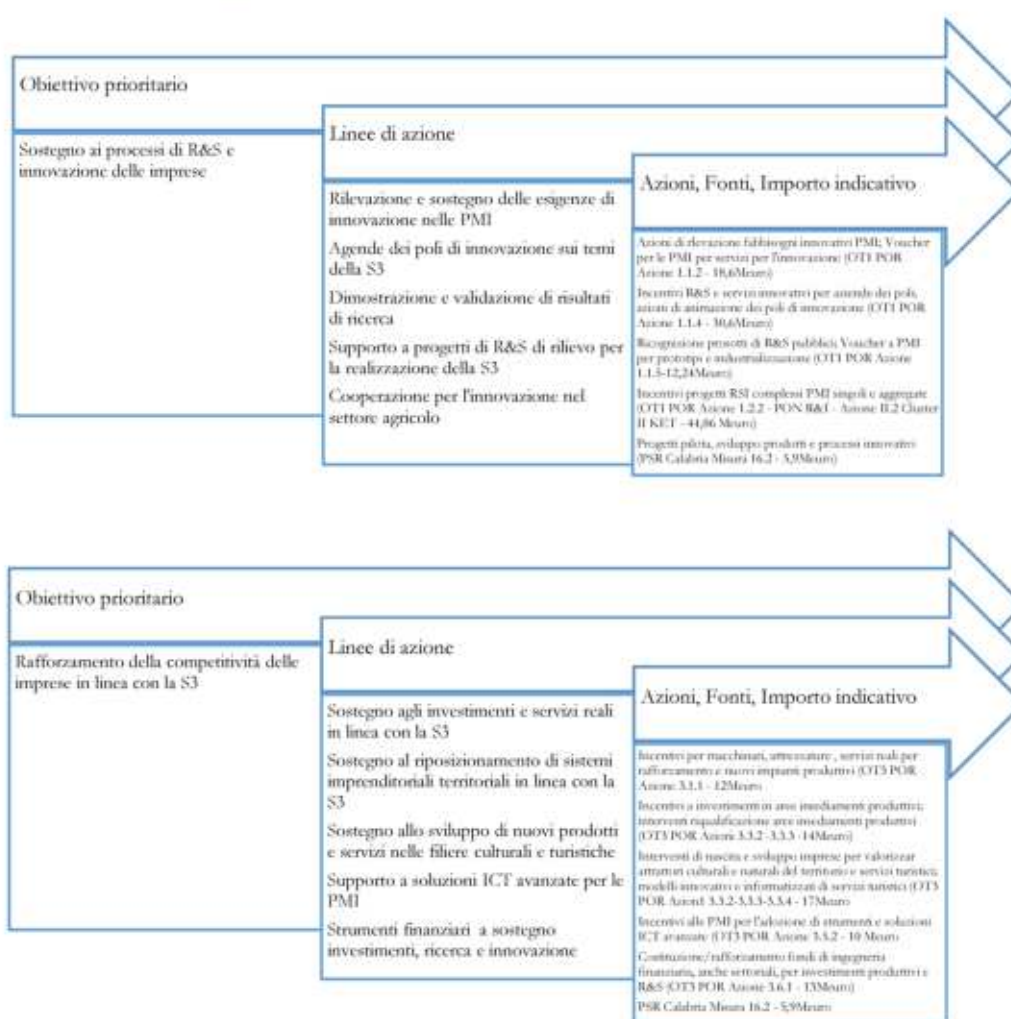 Obiettivo prioritario
Sostegno ai processi di R&S e
innovazione delle imprese
Linee di azione
Rilevazione e sostegno delle esigenze di
innovazione nelle PMI
Agende dei poli di innovazione sui temi
della S3
Dimostrazione e validazione di risultati
di ricerca
Supporto a progetti di R&S di rilievo per
la realizzazione della S3
Cooperazione per l'innovazione nel
settore agricolo
Azioni, Fonti, Importo indicativo
Azioni di rilevazione fabbisogni innovativi PMI; Voucher
per le PMI per servizi per l'innovazione (OT1 POR
Azione 1.1.2 - 18,6Meuro)
Incentivi R&S e servizi innovativi per aziende dei poli,
azioni di animazione dei poli di innovazione (OT1 POR
Azione 1.1.4 - 30,6Meuro)
Ricognizione prodotti di R&S pubblici; Voucher a PMI
per prototipi e industrializzazione (OT1 POR Azione
1.1.5-12,24Meuro)
Incentivi progetti RSI complessi PMI singoli e aggregate
(OT1 POR Azione 1.2.2 - PON R&I - Azione II.2 Cluster
II KET - 44,86 Meuro)
Progetti pilota, sviluppo prodotti e processi innovativi
(PSR Calabria Misura 16.2 - 5,9Meuro)
Obiettivo prioritario
Rafforzamento della competitività delle
imprese in linea con la S3
Linee di azione
Sostegno agli investimenti e servizi reali
in linea con la S3
Sostegno al riposizionamento di sistemi
imprenditoriali territoriali in linea con la
S3
Sostegno allo sviluppo di nuovi prodotti
e servizi nelle filiere culturali e turistiche
Supporto a soluzioni ICT avanzate per le
PMI
Strumenti finanziari a sostegno
investimenti, ricerca e innovazione
Azioni, Fonti, Importo indicativo
Incentivi per macchinari, attrezzature , servizi reali per
rafforzamento e nuovi impianti produttivi (OT3 POR
Azione 3.1.1 - 12Meuro)
Incentivi a investimenti in aree insediamenti produttivi;
interventi riqualificazione aree insediamenti produttivi
(OT3 POR Azioni 3.3.2 -3.3.3 -14Meuro)
Interventi di nascita e sviluppo imprese per valorizzar
attrattori culturali e naturali del territorio e servizi turistici;
modelli innovativi e informatizzati di servizi turistici (OT3
POR Azioni 3.3.2-3.3.3-3.3.4 - 17Meuro
Incentivi alle PMI per l'adozione di strumenti e soluzioni
ICT avanzate (OT3 POR Azione 3.5.2 - 10 Meuro
Costituzione/rafforzamento fondi di ingegneria
finanziaria, anche settoriali, per investimenti produttivi e
R&S (OT3 POR Azione 3.6.1 - 13Meuro)
PSR Calabria Misura 16.2 - 5,9Meuro